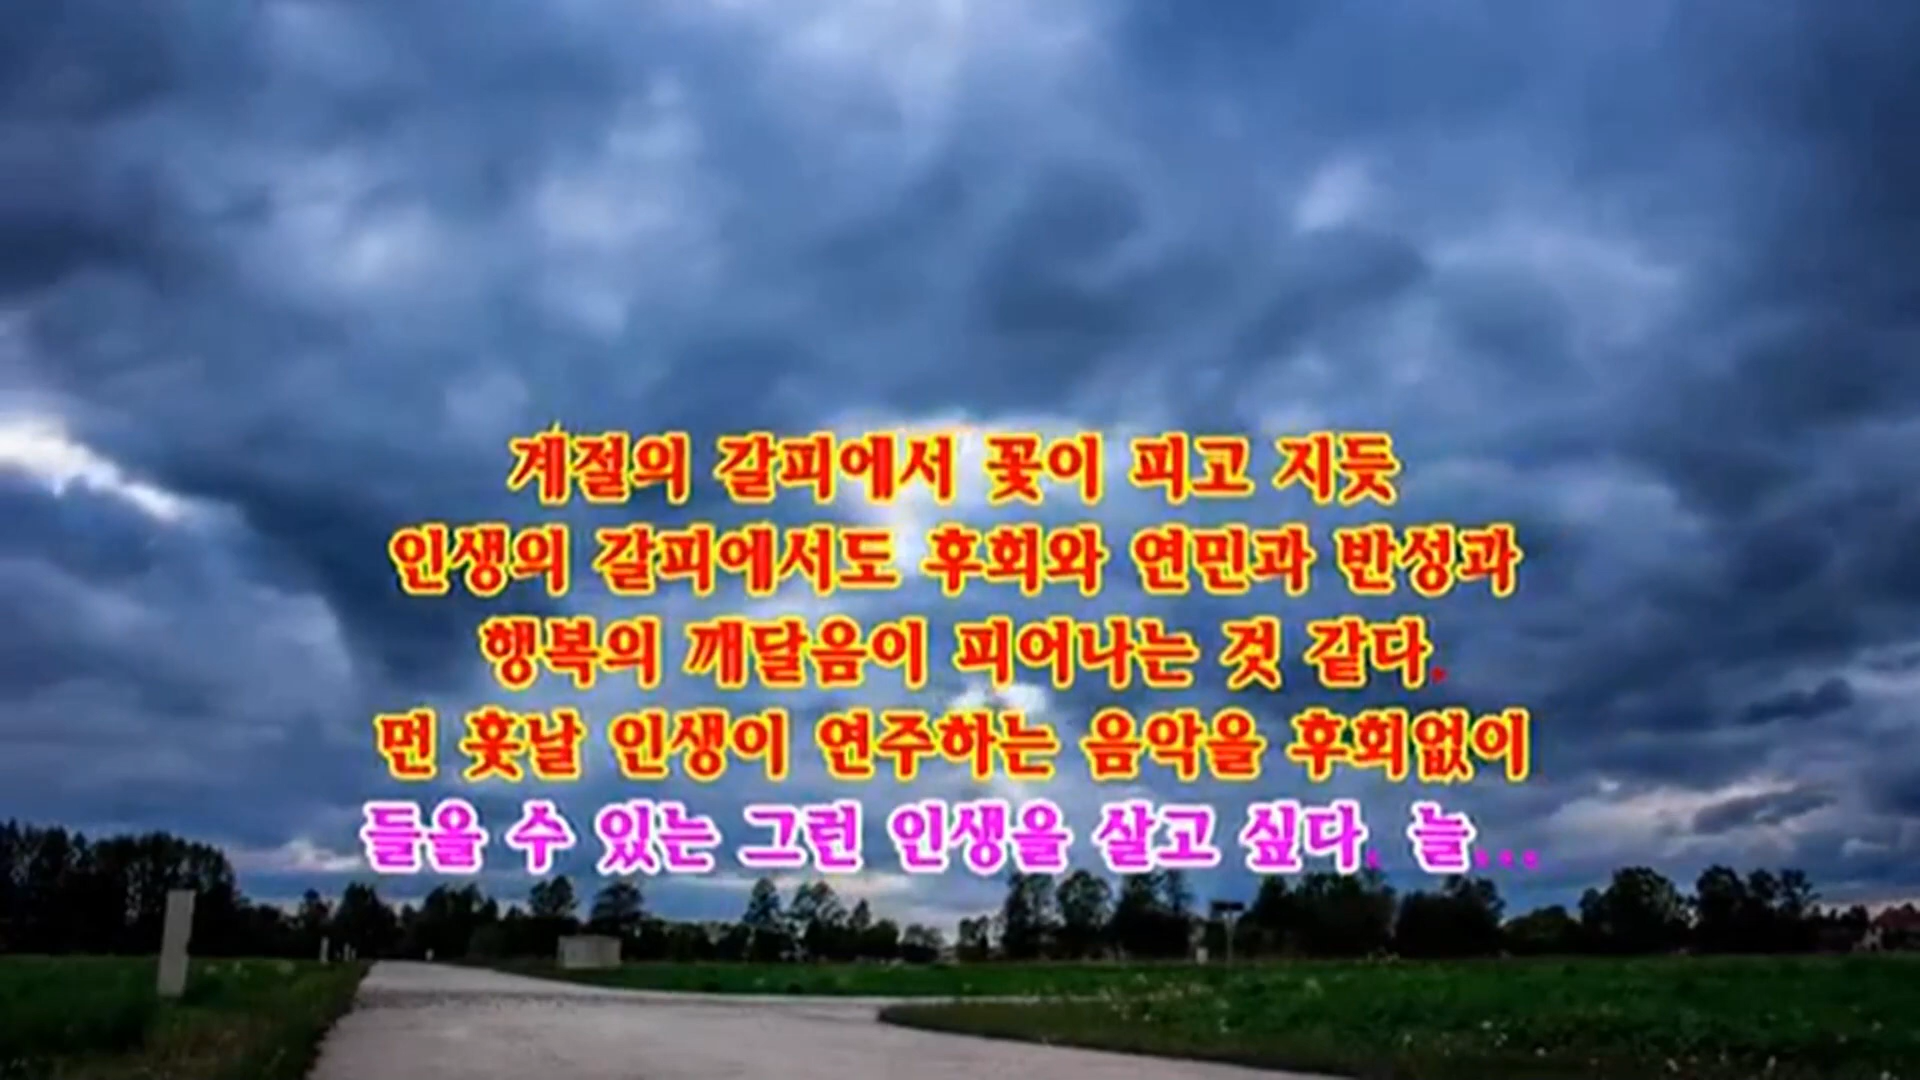 계절의 갈피에서 꽃이 피고 지듯
인생의 갈피에서도 후회와 연민과 반성과
행복의 깨달음이 피어나는 것 같다.
먼 훗날 인생이 연주하는 음악을 후회없이
들을 수 있는 그런 인생을 살고 싶다. 늘...